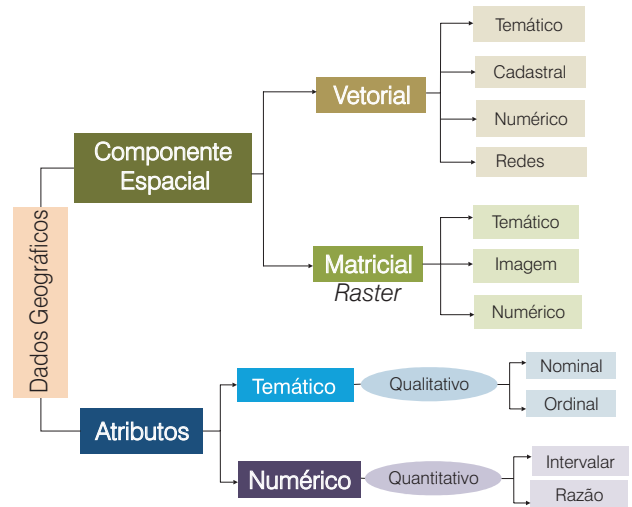 Dados Geográficos
Componente
Espacial
Vetorial
Temático
Cadastral
Numérico
Redes
Matricial
Raster
Temático
Imagem
Numérico
Atributos
Temático
Qualitativo
Nominal
Ordinal
Numérico
Quantitativo
Intervalar
Razão